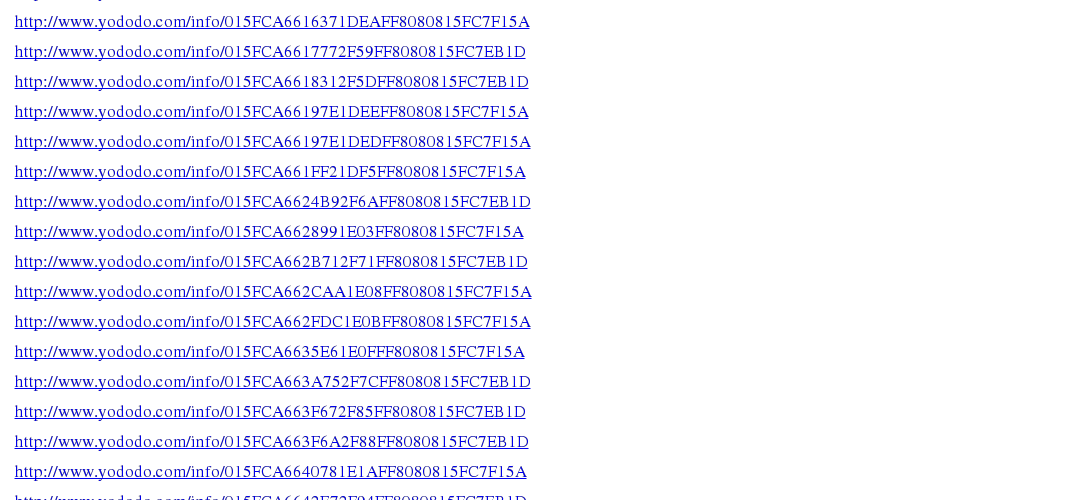 http://www.yododo.com/info/015FCA6616371DEAFF8080815FC7F15A
http://www.yododo.com/info/015FCA6617772F59FF8080815FC7EB1D
http://www.yododo.com/info/015FCA6618312F5DFF8080815FC7EB1D
http://www.yododo.com/info/015FCA66197E1DEEFF8080815FC7F15A
http://www.yododo.com/info/015FCA66197E1DEDFF8080815FC7F15A
http://www.yododo.com/info/015FCA661FF21DF5FF8080815FC7F15A
http://www.yododo.com/info/015FCA6624B92F6AFF8080815FC7EB1D
http://www.yododo.com/info/015FCA6628991E03FF8080815FC7F15A
http://www.yododo.com/info/015FCA662B712F71FF8080815FC7EB1D
http://www.yododo.com/info/015FCA662CAA1E08FF8080815FC7F15A
http://www.yododo.com/info/015FCA662FDC1E0BFF8080815FC7F15A
http://www.yododo.com/info/015FCA6635E61E0FFF8080815FC7F15A
http://www.yododo.com/info/015FCA663A752F7CFF8080815FC7EB1D
http://www.yododo.com/info/015FCA663F672F85FF8080815FC7EB1D
http://www.yododo.com/info/015FCA663F6A2F88FF8080815FC7EB1D
http://www.yododo.com/info/015FCA6640781E1AFF8080815FC7F15A